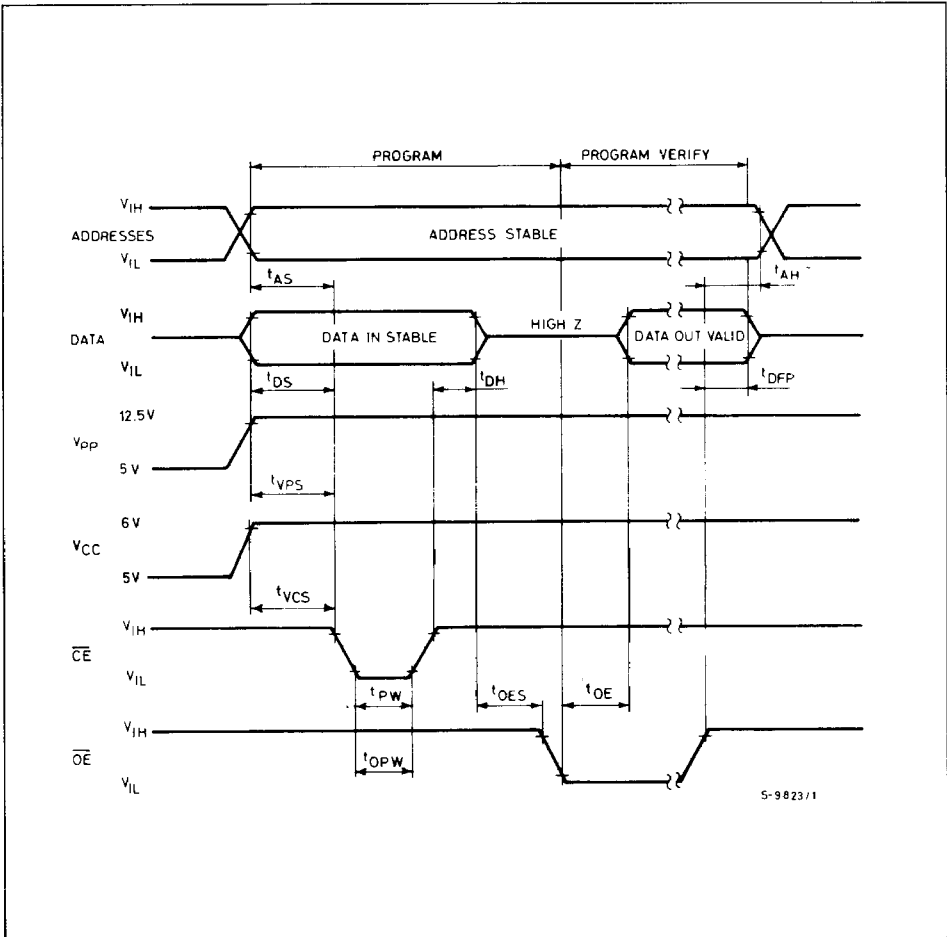 PROGRAM
PROGRAM VERIFY
VIH
ADDRESSES
ADDRESS STABLE
VIL
tAS
tAH
VIH
DATA
DATA IN STABLE
HIGH Z
DATA OUT VALID
VIL
tDS
tDH
tDFP
12.5V
VPP
5V
tVPS
6V
VCC
5V
tVCS
VIH
CE
VIL
tPW
tOES
tOE
VIH
OE
tOPW
VIL
S-9823/1